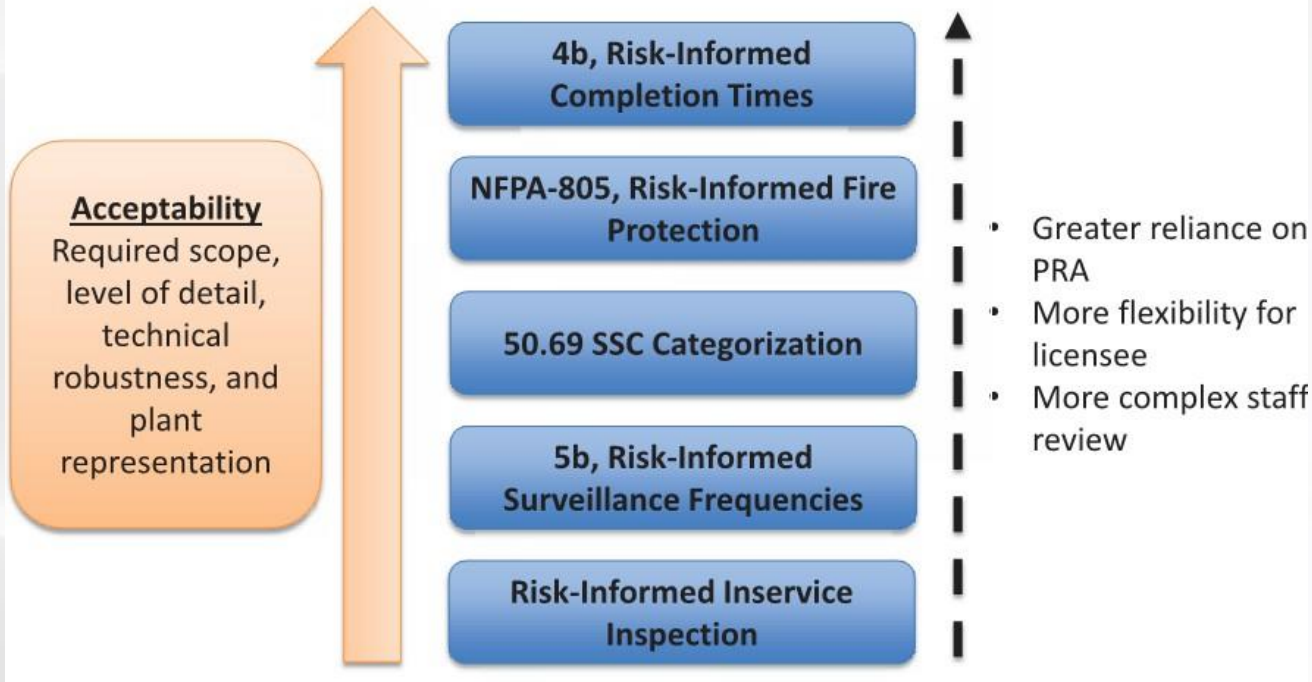 Acceptability
Required scope,
level of detail,
technical
robustness, and
plant
representation
4b, Risk-Informed
Completion Times
NFPA-805, Risk-Informed Fire
Protection
50.69 SSC Categorization
5b, Risk-Informed
Surveillance Frequencies
Risk-Informed Inservice
Inspection
• Greater reliance on
PRA
• More flexibility for
licensee
• More complex staff
review